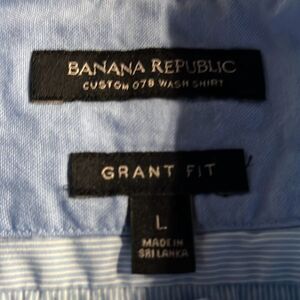 BANANA REPUBLIC
CUSTOM 078 WASH SHIRT
GRANT FIT
L
MADE IN
SRI LANKA